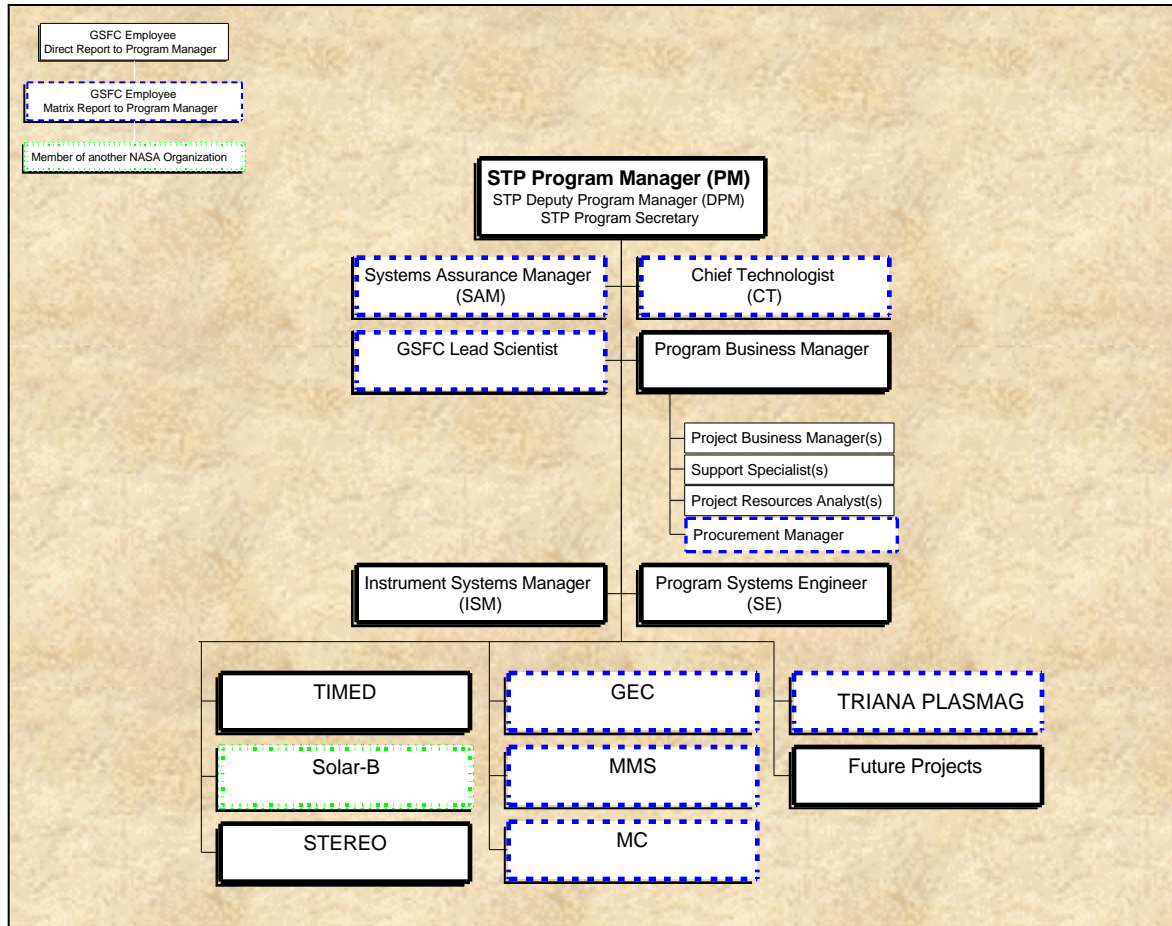 GSFC Employee
Direct Report to Program Manager
GSFC Employee
Matrix Report to Program Manager
Member of another NASA Organization
STP Program Manager (PM)
STP Deputy Program Manager (DPM)
STP Program Secretary
Systems Assurance Manager
(SAM)
Chief Technologist
(CT)
GSFC Lead Scientist
Program Business Manager
Project Business Manager(s)
Support Specialist(s)
Project Resources Analyst(s)
Procurement Manager
Instrument Systems Manager
(ISM)
Program Systems Engineer
(SE)
TIMED
GEC
TRIANA PLASMAG
Solar-B
MMS
Future Projects
STEREO
MC